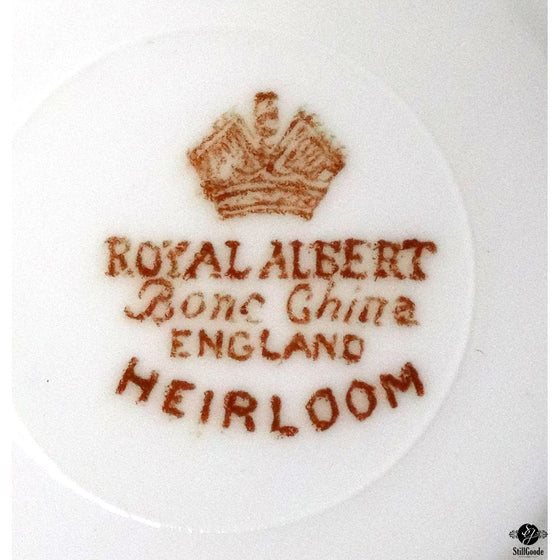 ROYAL ALBERT
Bone China
ENGLAND
HEIRLOOM
StillGoode